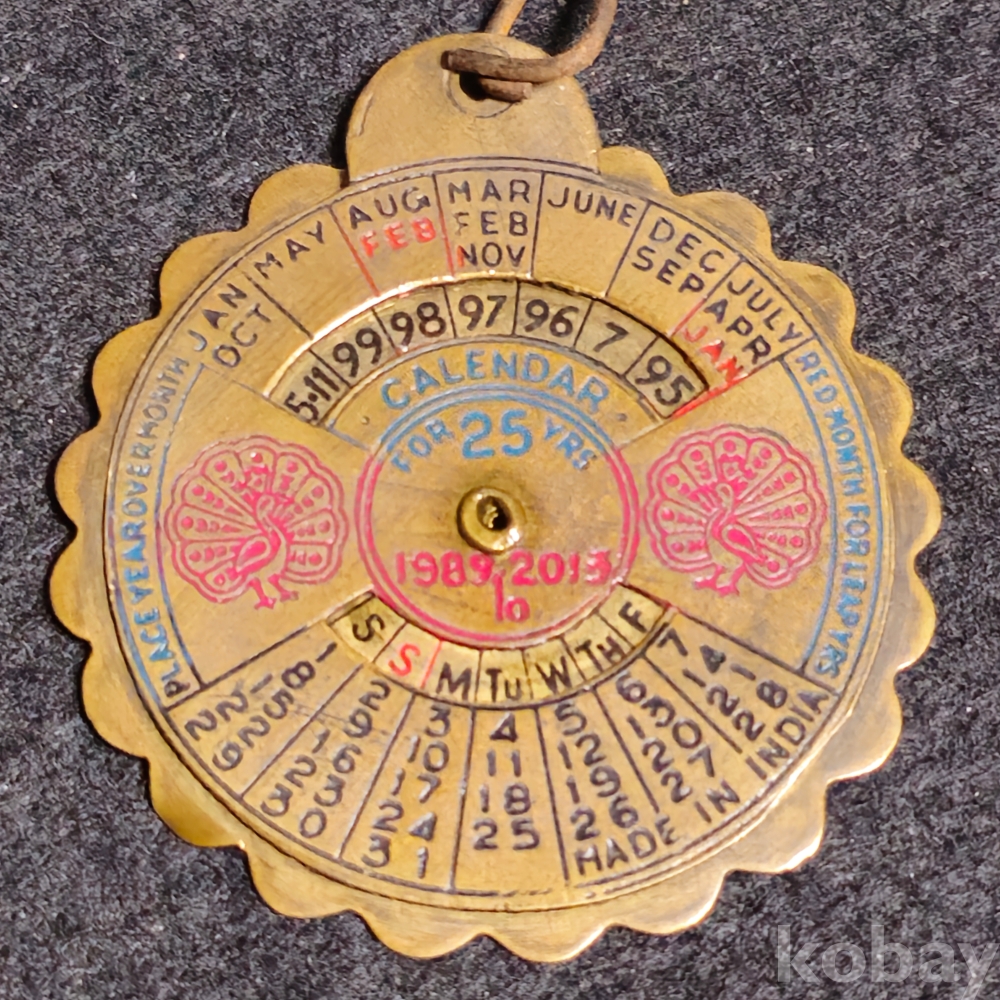 JAN
OCT
MAY
AUG
FEB
MAR
FEB
NOV
JUNE
DEC
SEP
JULY
APR
JAN
5·11 99 98 97 96 7 95
CALENDAR
FOR 25 YRS
1989 2013
to
PLACE YEAR OVER MONTH
RED MONTH FOR LEAP YRS
S S M TU W TH F
1 2 3 4 5 6 7
8 9 10 11 12 13 14
15 16 17 18 19 20 21
22 23 24 25 26 27 28
29 30 31
MADE IN INDIA
kobay